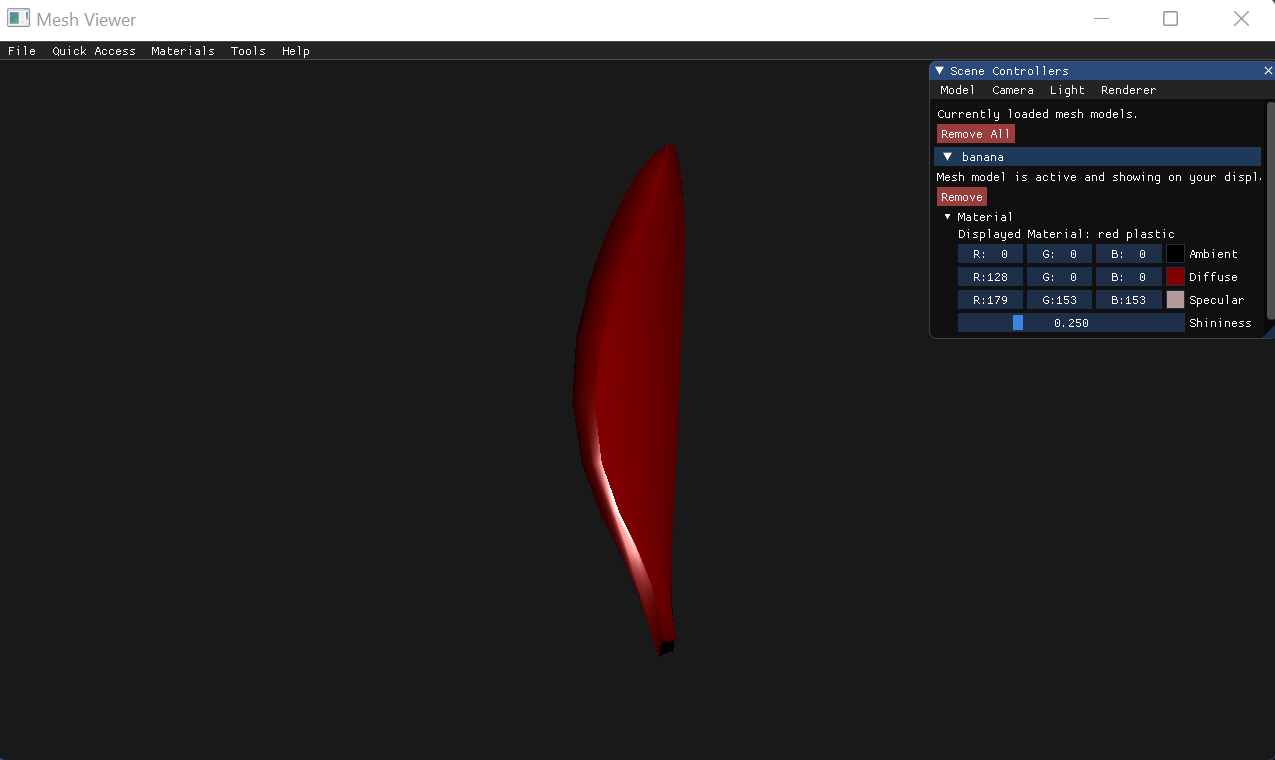 Mesh Viewer
File Quick Access Materials Tools Help
Scene Controllers
Model Camera Light Renderer
Currently loaded mesh models.
Remove All
banana
Mesh model is active and showing on your displ
Remove
Material
Displayed Material: red plastic
R: 0 G: 0 B: 0 Ambient
R:128 G: 0 B: 0 Diffuse
R:179 G:153 B:153 Specular
0.250 Shininess